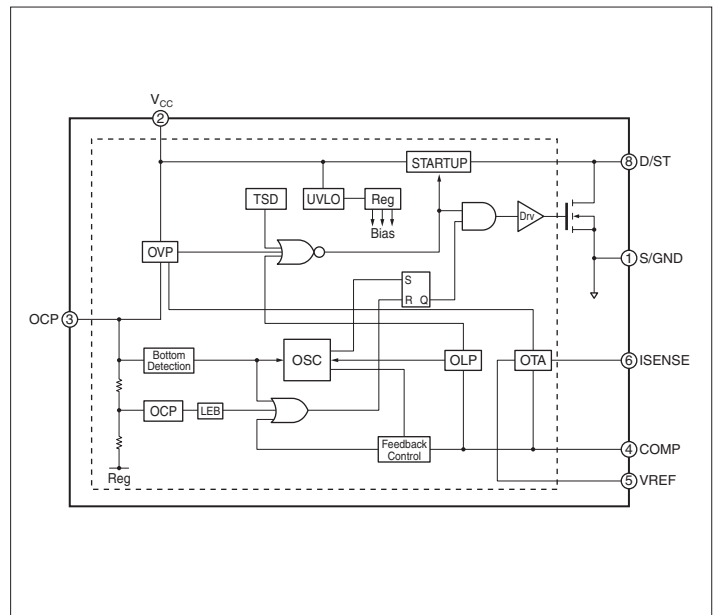 V_CC
2
STARTUP
8 D/ST
TSD
UVLO
Reg
Bias
Drv
OVP
1 S/GND
S
R Q
OCP 3
Bottom
Detection
OSC
OLP
OTA
6 ISENSE
OCP
LEB
Feedback
Control
4 COMP
Reg
5 VREF